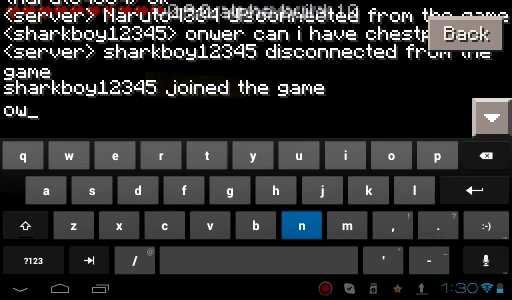 <server> Naruto4334 disconnected from the game
<sharkboy12345> onwer can i have chestp
Back
<server> sharkboy12345 disconnected from the
game
sharkboy12345 joined the game
ow_
q w e r t y u i o p
a s d f g h j k l
z x c v b n m , ! . ? :-)
?123 / @ ' " - _
1:30